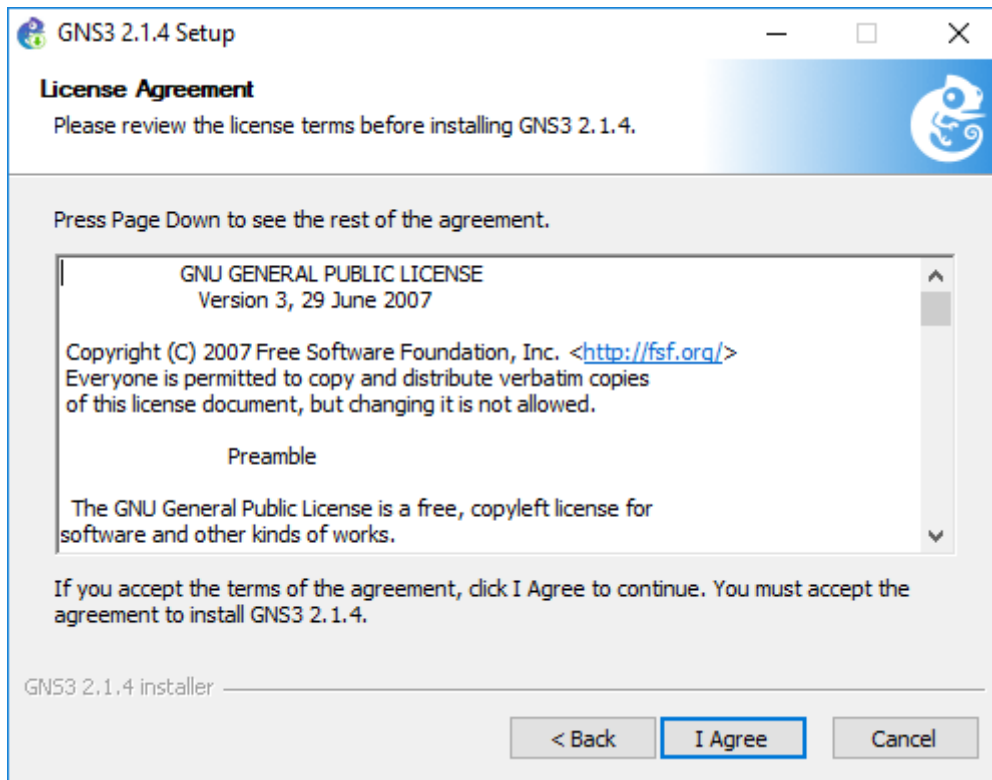 GNS3 2.1.4 Setup
License Agreement
Please review the license terms before installing GNS3 2.1.4.
Press Page Down to see the rest of the agreement.
GNU GENERAL PUBLIC LICENSE
Version 3, 29 June 2007
Copyright (C) 2007 Free Software Foundation, Inc. <http://fsf.org/>
Everyone is permitted to copy and distribute verbatim copies
of this license document, but changing it is not allowed.
Preamble
The GNU General Public License is a free, copyleft license for
software and other kinds of works.
If you accept the terms of the agreement, click I Agree to continue. You must accept the
agreement to install GNS3 2.1.4.
GNS3 2.1.4 installer
< Back I Agree Cancel